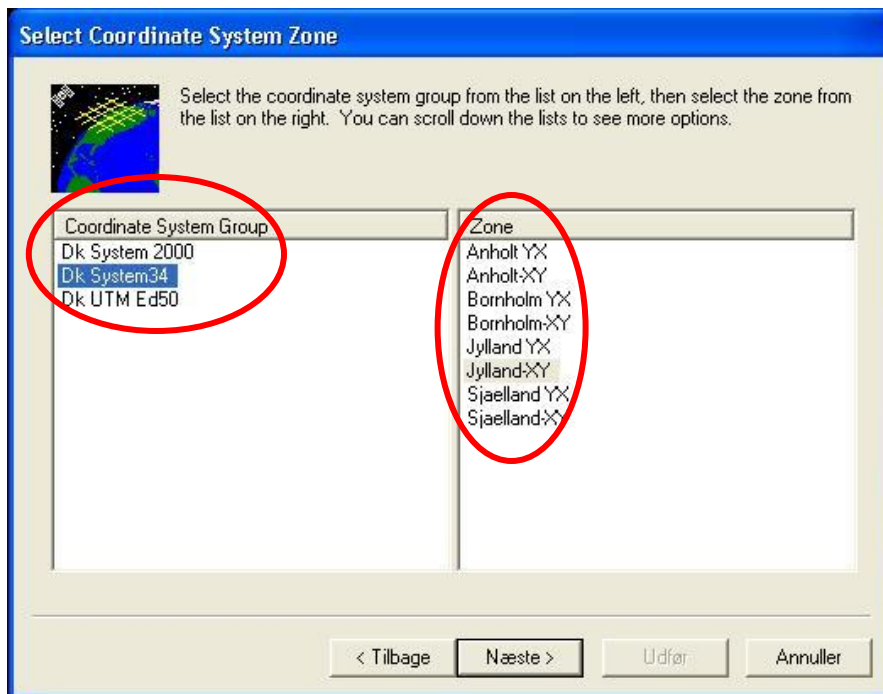 Select Coordinate System Zone
Select the coordinate system group from the list on the left, then select the zone from
the list on the right. You can scroll down the lists to see more options.
Coordinate System Group
Dk System 2000
Dk System34
Dk UTM Ed50
Zone
Anholt YX
Anholt-XY
Bornholm YX
Bornholm-XY
Jylland YX
Jylland-XY
Sjaelland YX
Sjaelland-XY
< Tilbage
Næste >
Udfør
Annuller